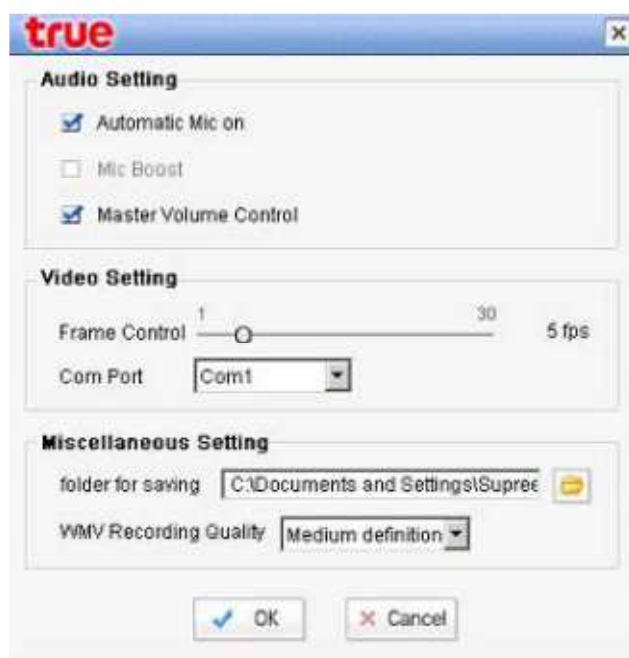 true
Audio Setting
Automatic Mic on
Mic Boost
Master Volume Control
Video Setting
1 30
Frame Control 5 fps
Com Port Com1
Miscellaneous Setting
folder for saving C:\Documents and Settings\Supree
WMV Recording Quality Medium definition
OK Cancel